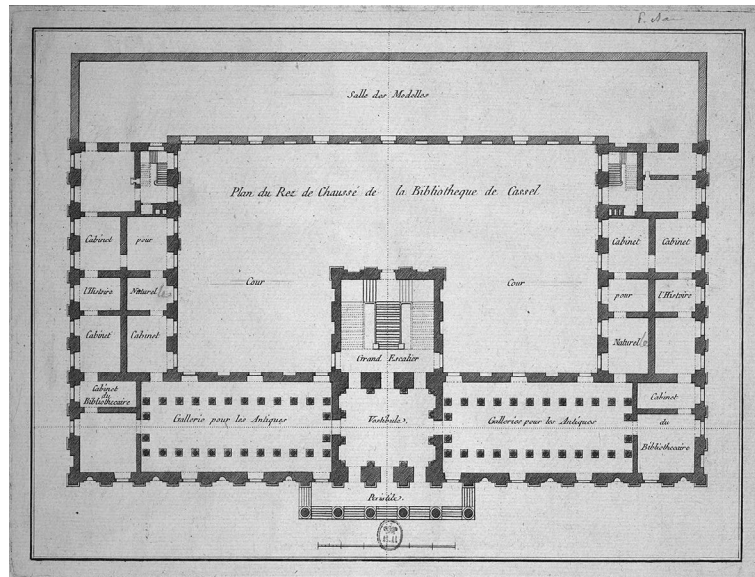 Salle des Modelles
Plan du Rez de Chaussé de la Bibliotheque de Cassel.
Cabinet pour
l'Histoire Naturel
Cabinet Cabinet
Cabinet
du
Bibliothecaire
Cour
Cour
Grand Escalier
Cabinet Cabinet
pour l'Histoire
Naturel
Cabinet
du
Bibliothecaire
Gallerie pour les Antiques
Vestibule.
Galleries pour les Antiques
Peristile.